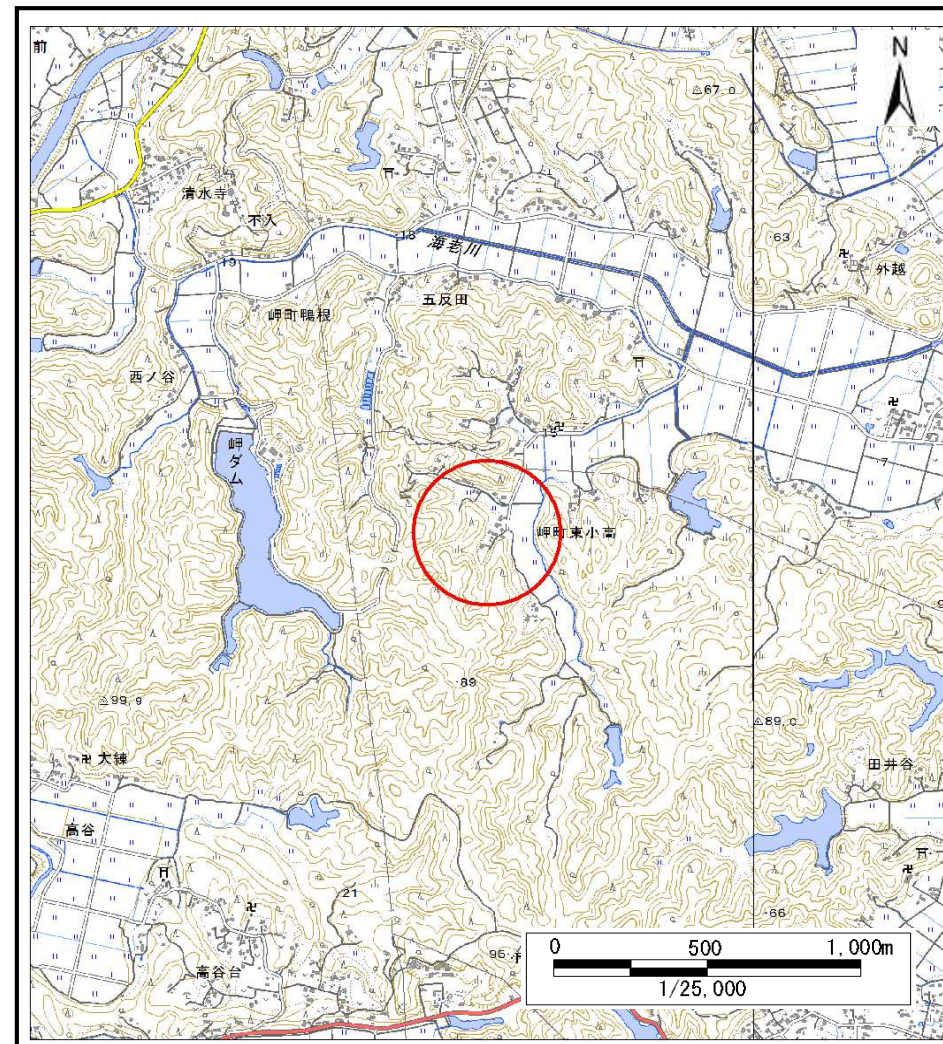 前
N
67.0
清水寺
不入
18
海老川
63
外越
19
五反田
岬町鴨根
西ノ谷
岬ダム
15
7
岬町東小高
89
99.9
89.0
大練
田井谷
高谷
21
66
高谷台
95
0 500 1,000m
1/25,000